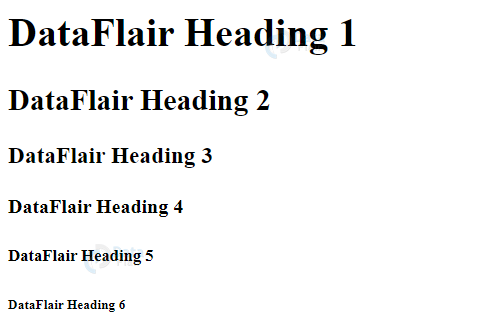 DataFlair Heading 1
DataFlair Heading 2
DataFlair Heading 3
DataFlair Heading 4
DataFlair Heading 5
DataFlair Heading 6